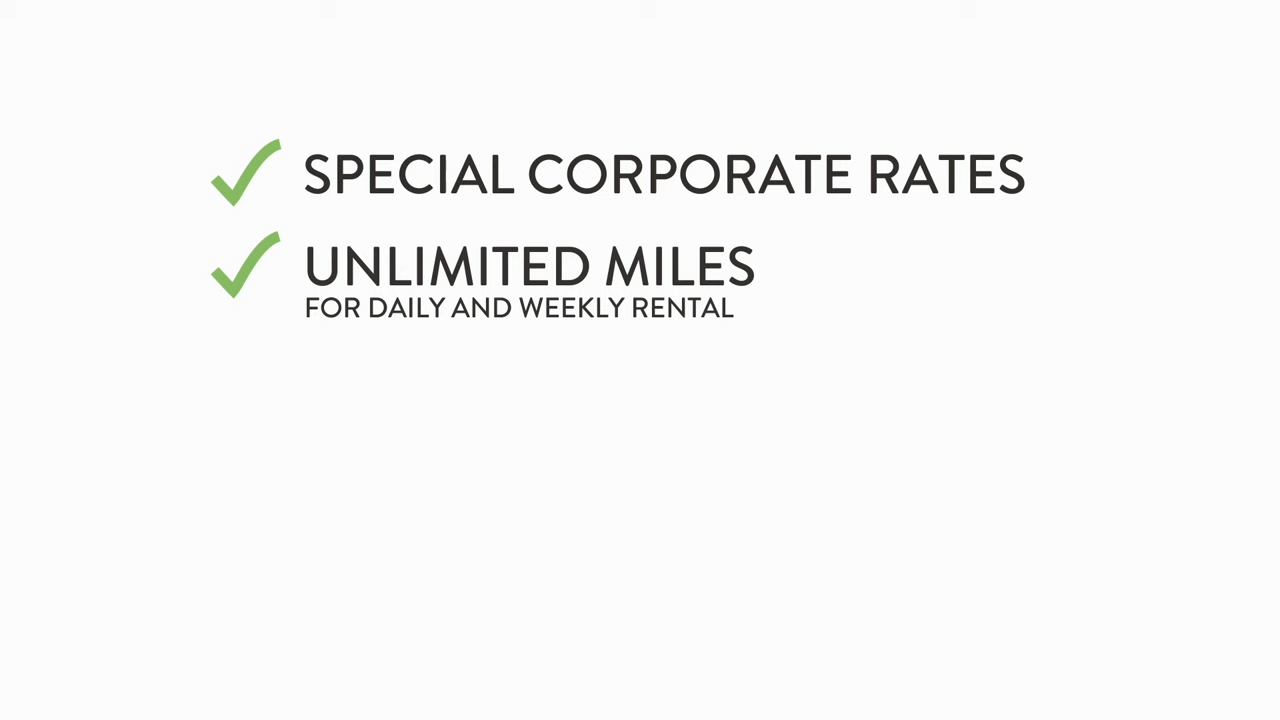 SPECIAL CORPORATE RATES
UNLIMITED MILES
FOR DAILY AND WEEKLY RENTAL